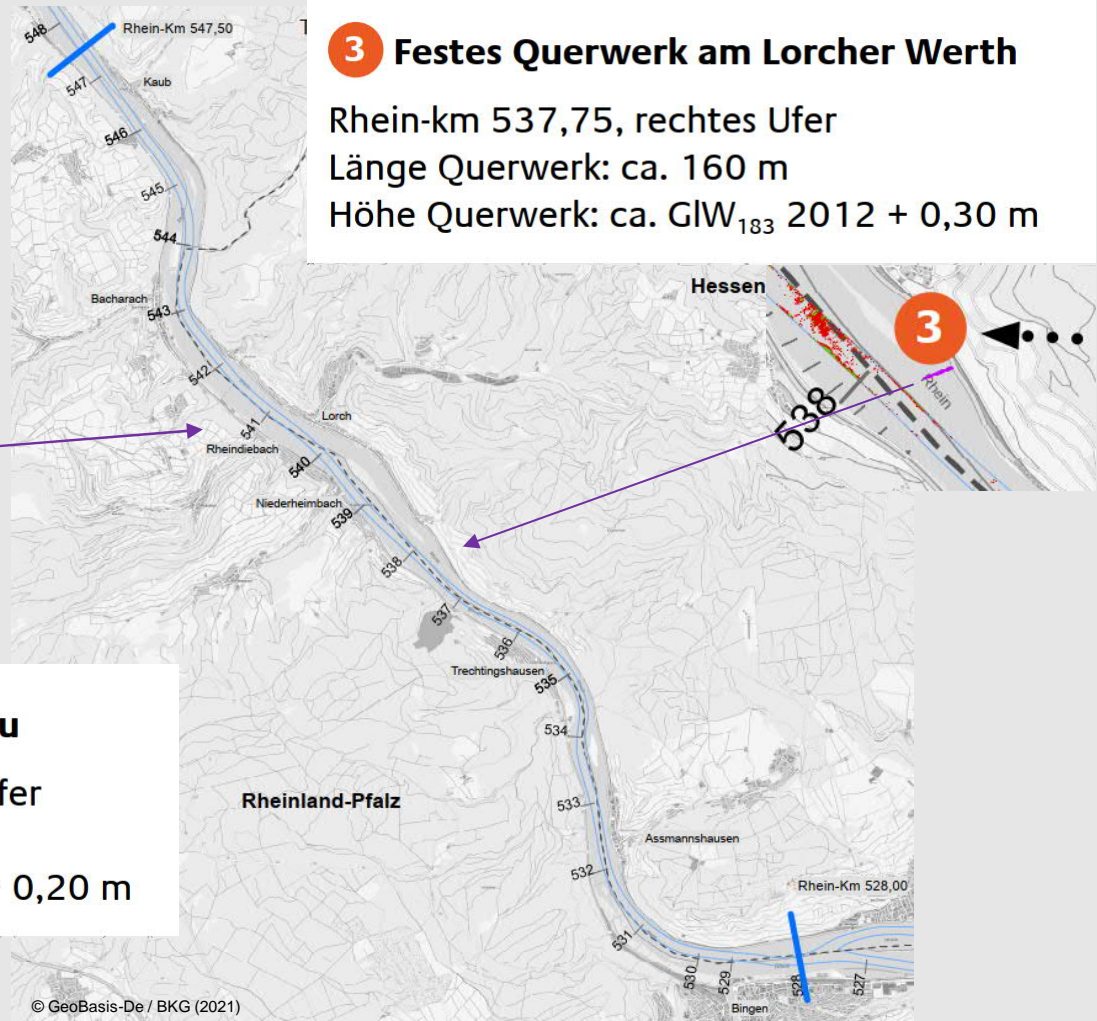 548
Rhein-Km 547,50
T
3 Festes Querwerk am Lorcher Werth
Rhein-km 537,75, rechtes Ufer
Länge Querwerk: ca. 160 m
Höhe Querwerk: ca. GlW₁₈₃ 2012 + 0,30 m
547
Kaub
546
545
544
Hessen
3
Rhein
538
Bacharach
543
542
Lorch
541
Rheindiebach
540
Niederheimbach
539
538
537
536
Trechtingshausen
535
534
u
fer
0,20 m
Rheinland-Pfalz
533
Assmannshausen
532
Rhein-Km 528,00
531
530
529
528
527
Bingen
© GeoBasis-De / BKG (2021)